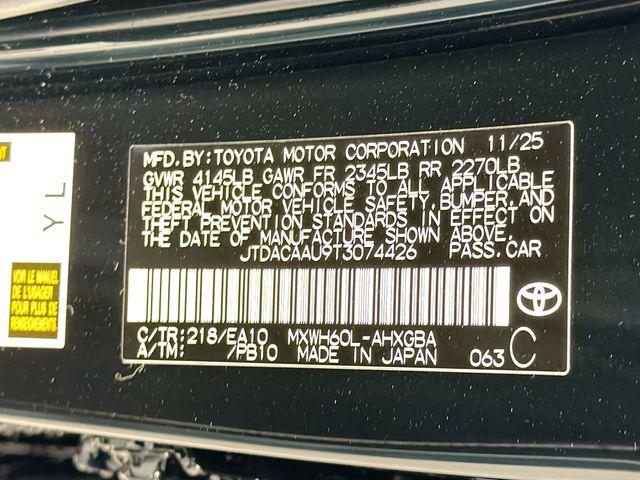 MFD.BY:TOYOTA MOTOR CORPORATION 11/25
GVWR 4145LB GAWR FR 2345LB RR 2270LB
THIS VEHICLE CONFORMS TO ALL APPLICABLE
FEDERAL MOTOR VEHICLE SAFETY,BUMPER,AND
THEFT PREVENTION STANDARDS IN EFFECT ON
THE DATE OF MANUFACTURE SHOWN ABOVE.
JTDACAAU9T3074426 PASS.CAR
C/TR:218/EA10 MXWH60L-AHXGBA
A/TM: /PB10 MADE IN JAPAN 063 C
Y L
VOIR LE MANUEL
DE L'USAGER
POUR PLUS DE
RENSEIGNEMENTS